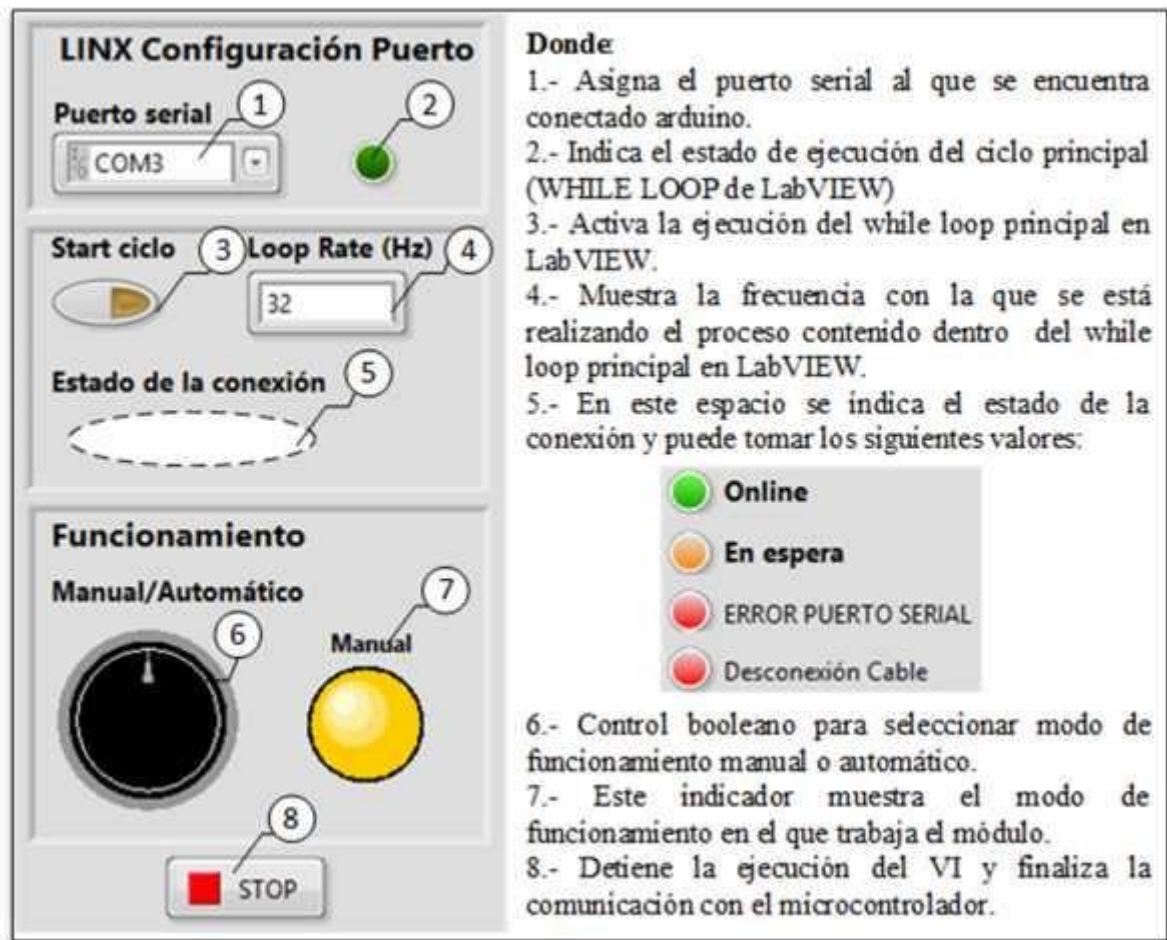 LINX Configuración Puerto
Puerto serial
1
2
COM3
Start ciclo
3
Loop Rate (Hz)
4
32
Estado de la conexión
5
Funcionamiento
Manual/Automático
6
7
Manual
8
STOP
Donde:
1.- Asigna el puerto serial al que se encuentra
conectado arduino.
2.- Indica el estado de ejecución del ciclo principal
(WHILE LOOP de LabVIEW)
3.- Activa la ejecución del while loop principal en
LabVIEW.
4.- Muestra la frecuencia con la que se está
realizando el proceso contenido dentro del while
loop principal en LabVIEW.
5.- En este espacio se indica el estado de la
conexión y puede tomar los siguientes valores:
Online
En espera
ERROR PUERTO SERIAL
Desconexión Cable
6.- Control booleano para seleccionar modo de
funcionamiento manual o automático.
7.- Este indicador muestra el modo de
funcionamiento en el que trabaja el módulo.
8.- Detiene la ejecución del VI y finaliza la
comunicación con el microcontrolador.